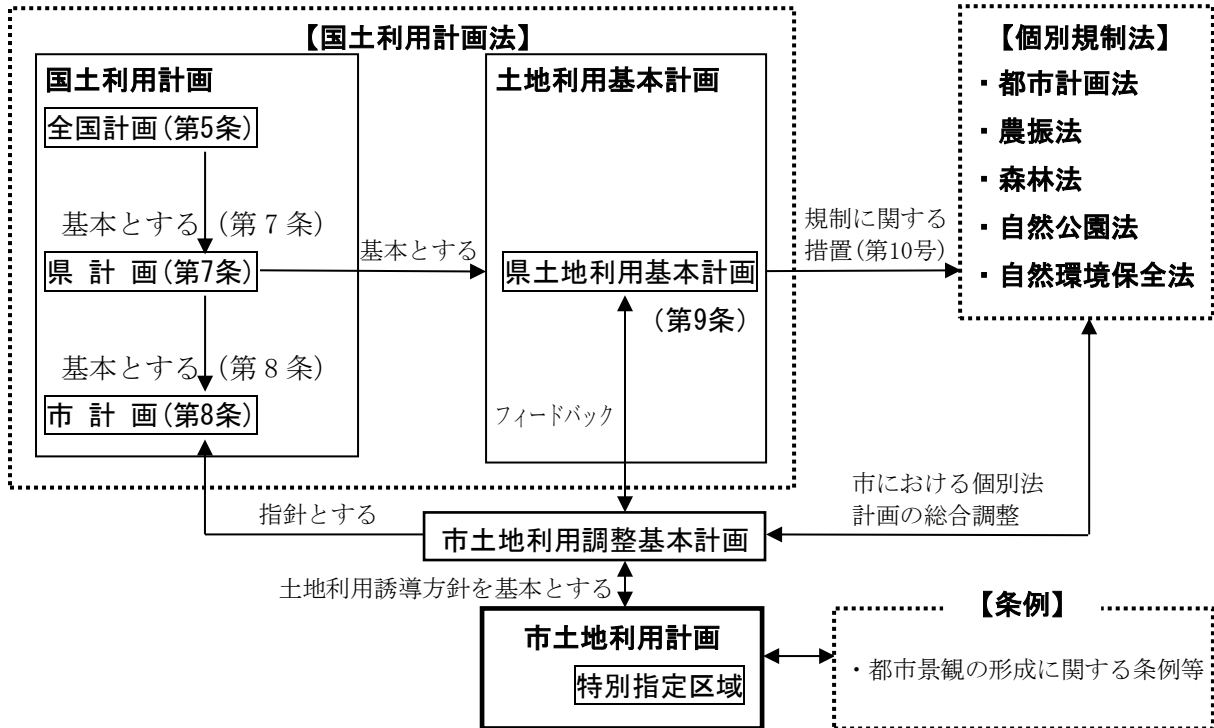 【国土利用計画法】
国土利用計画
全国計画(第5条)
基本とする(第7条)
県 計 画(第7条)
基本とする(第8条)
市 計 画(第8条)
基本とする
土地利用基本計画
県土地利用基本計画
(第9条)
フィードバック
規制に関する
措置(第10号)
【個別規制法】
・都市計画法
・農振法
・森林法
・自然公園法
・自然環境保全法
指針とする
市土地利用調整基本計画
市における個別法
計画の総合調整
土地利用誘導方針を基本とする
市土地利用計画
特別指定区域
【条例】
・都市景観の形成に関する条例等